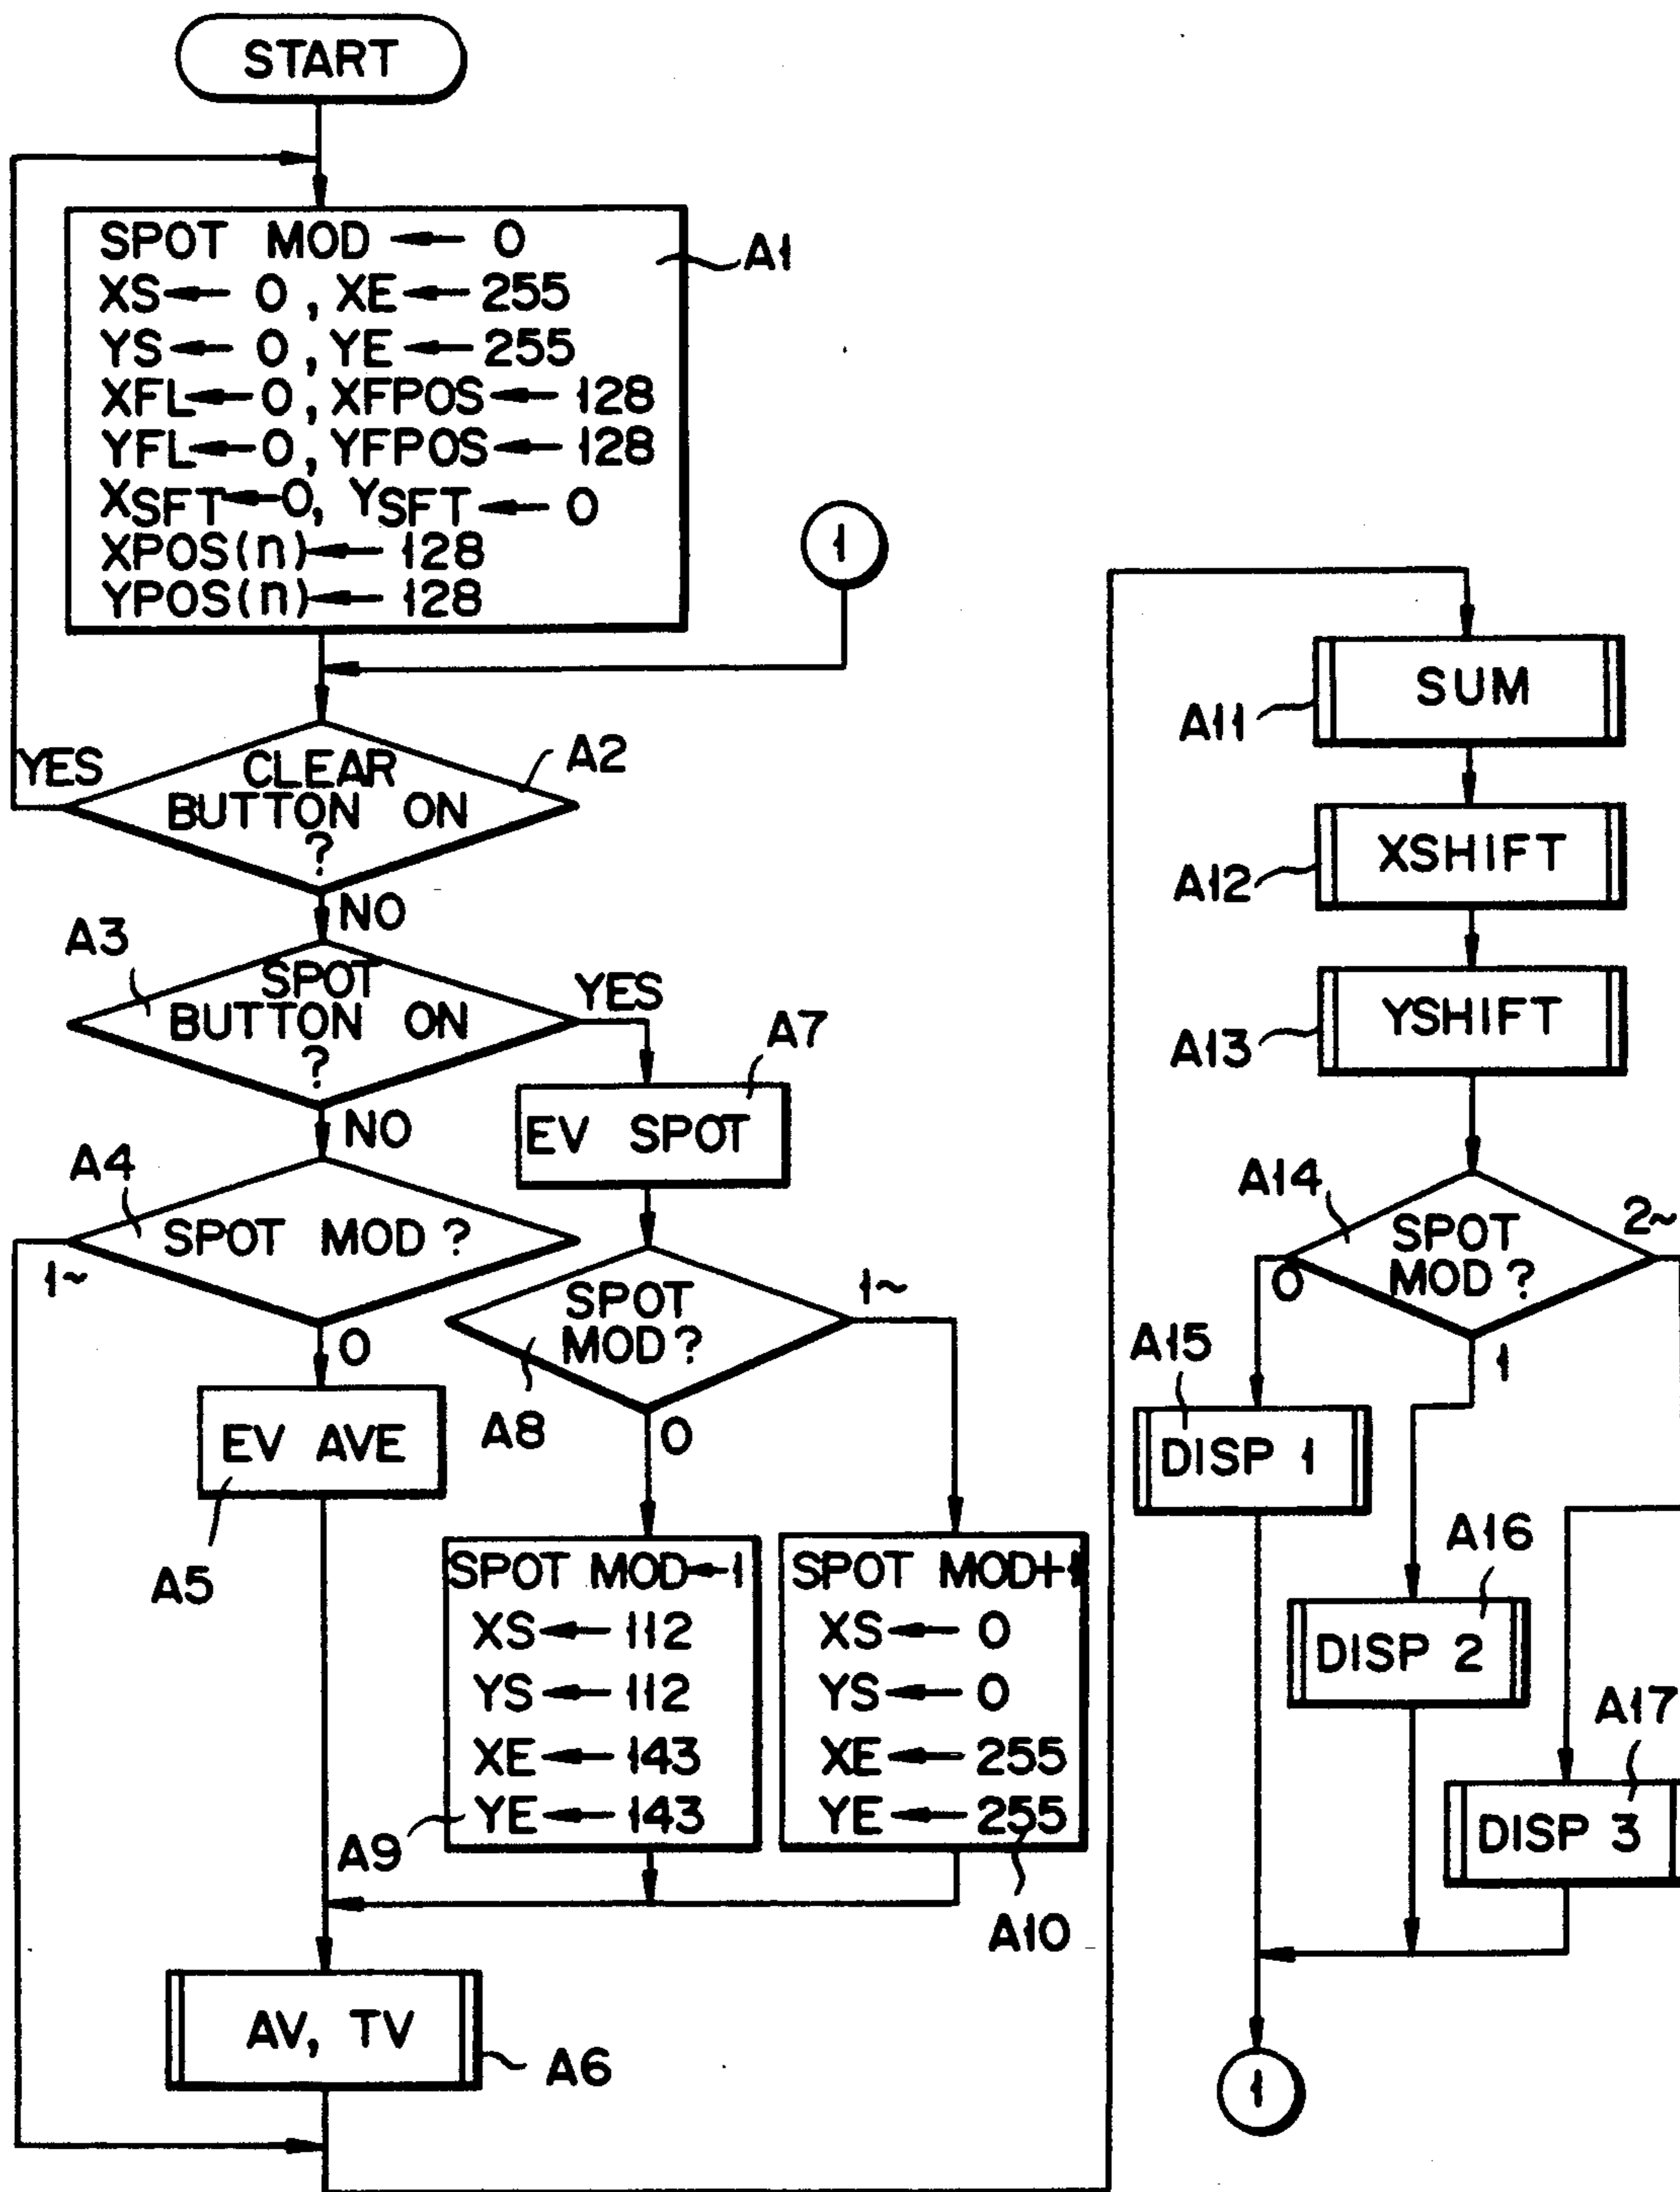 START
SPOT MOD ← 0
XS ← 0 , XE ← 255
YS ← 0 , YE ← 255
XFL ← 0 , XFPOS ← 128
YFL ← 0 , YFPOS ← 128
XSFT ← 0, YSFT ← 0
XPOS(n) ← 128
YPOS(n) ← 128
A1
1
YES
CLEAR
BUTTON ON
?
A2
NO
A3
SPOT
BUTTON ON
?
YES
NO
A7
EV SPOT
A4
SPOT MOD ?
1~
0
SPOT
MOD ?
1~
A8
0
EV AVE
A5
SPOT MOD ← 1
XS ← 112
YS ← 112
XE ← 143
YE ← 143
A9
SPOT MOD+1
XS ← 0
YS ← 0
XE ← 255
YE ← 255
A10
AV, TV
A6
SUM
A11
XSHIFT
A12
YSHIFT
A13
A14
SPOT
MOD ?
2~
0
1
A15
DISP 1
A16
DISP 2
A17
DISP 3
1